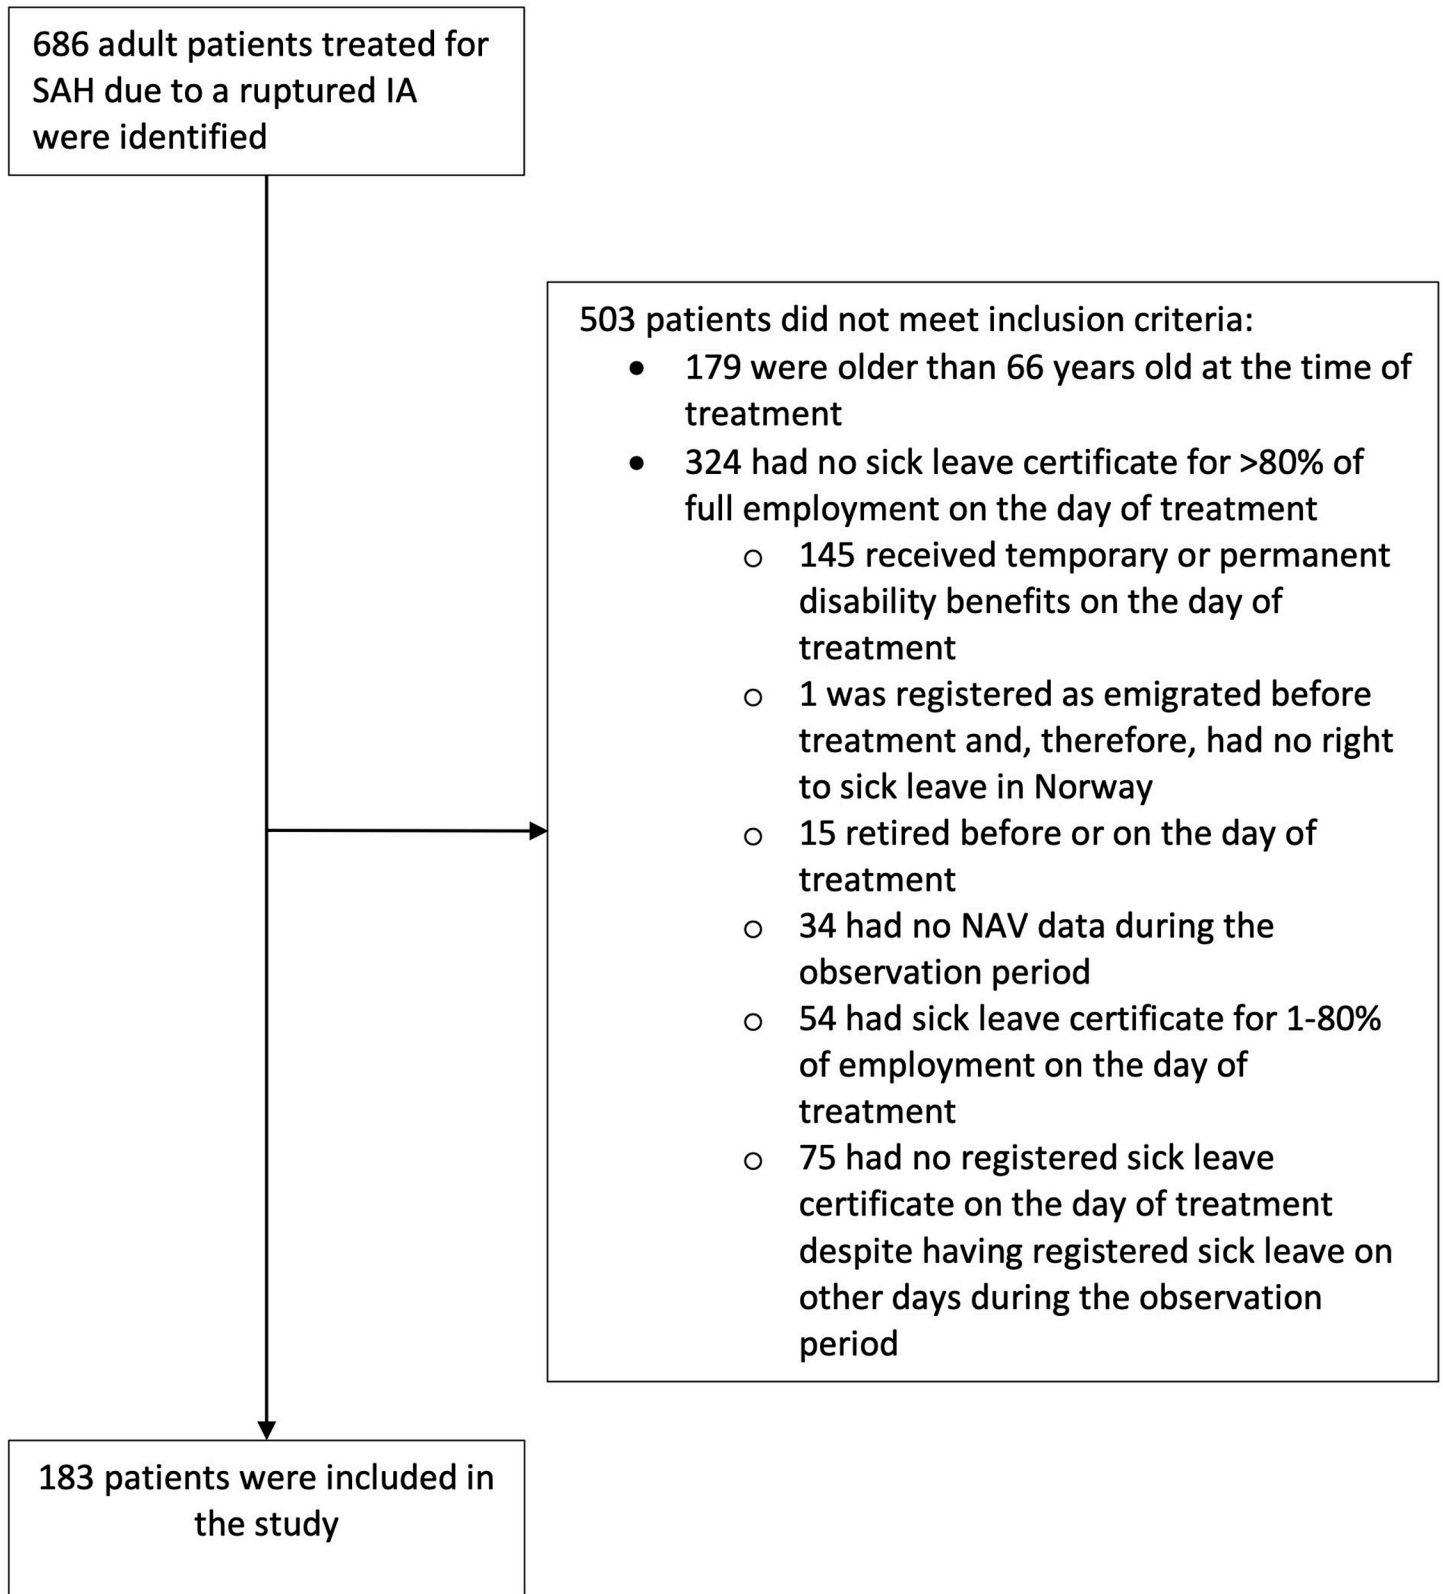 686 adult patients treated for
SAH due to a ruptured IA
were identified
503 patients did not meet inclusion criteria:
• 179 were older than 66 years old at the time of
treatment
• 324 had no sick leave certificate for >80% of
full employment on the day of treatment
o 145 received temporary or permanent
disability benefits on the day of
treatment
o 1 was registered as emigrated before
treatment and, therefore, had no right
to sick leave in Norway
o 15 retired before or on the day of
treatment
o 34 had no NAV data during the
observation period
o 54 had sick leave certificate for 1-80%
of employment on the day of
treatment
o 75 had no registered sick leave
certificate on the day of treatment
despite having registered sick leave on
other days during the observation
period
183 patients were included in
the study